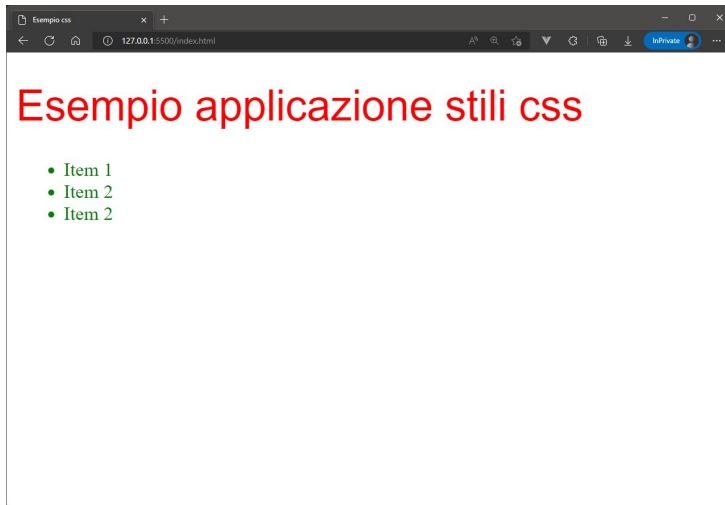 Esempio css
127.0.0.1:5500/index.html
InPrivate
Esempio applicazione stili css
Item 1
Item 2
Item 2